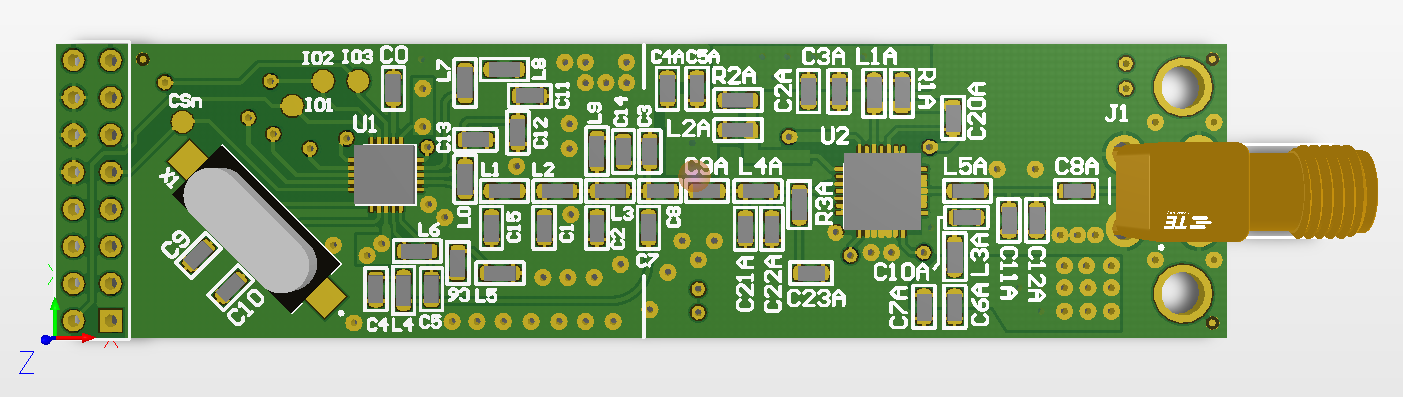 IO2 IO3 C0
L7
L8
C11
CSn
IO1
U1
C13
C12
L9
C14
C3
C4A C5A
R2A
L2A
C2A
C3A L1A
R1A
U2
C20A
J1
X1
L0
L1 L2
L3
C8
C9A L4A
R3A
L5A
C8A
C15
C1
C2
C7
C9
C10
L6
C4 L4 C5
C6
L5
C21A
C22A
C23A
C10A
L3A
C11A
C12A
C7A
C6A
TE
Z